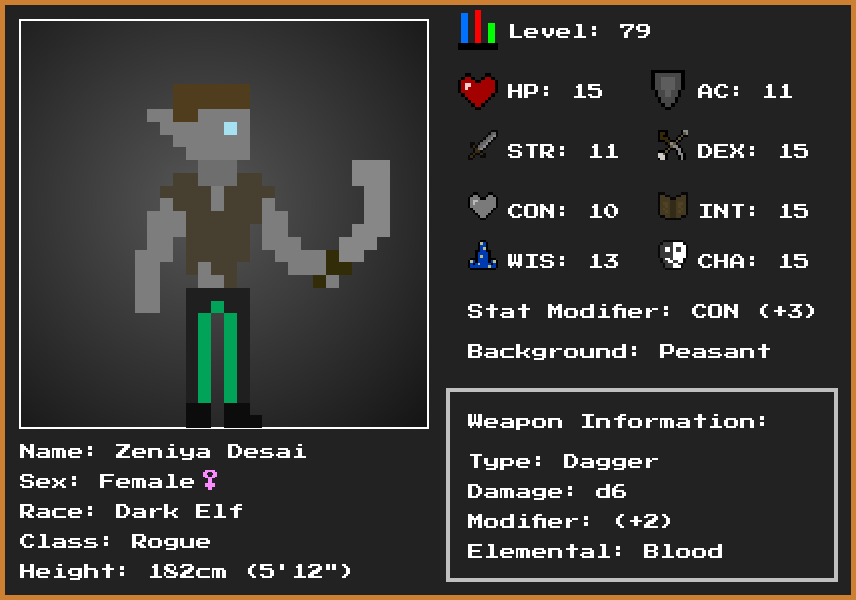 Level: 79
HP: 15
AC: 11
STR: 11
DEX: 15
CON: 10
INT: 15
WIS: 13
CHA: 15
Stat Modifier: CON (+3)
Background: Peasant
Weapon Information:
Type: Dagger
Damage: d6
Modifier: (+2)
Elemental: Blood
Name: Zeniya Desai
Sex: Female♀
Race: Dark Elf
Class: Rogue
Height: 182cm (5'12")